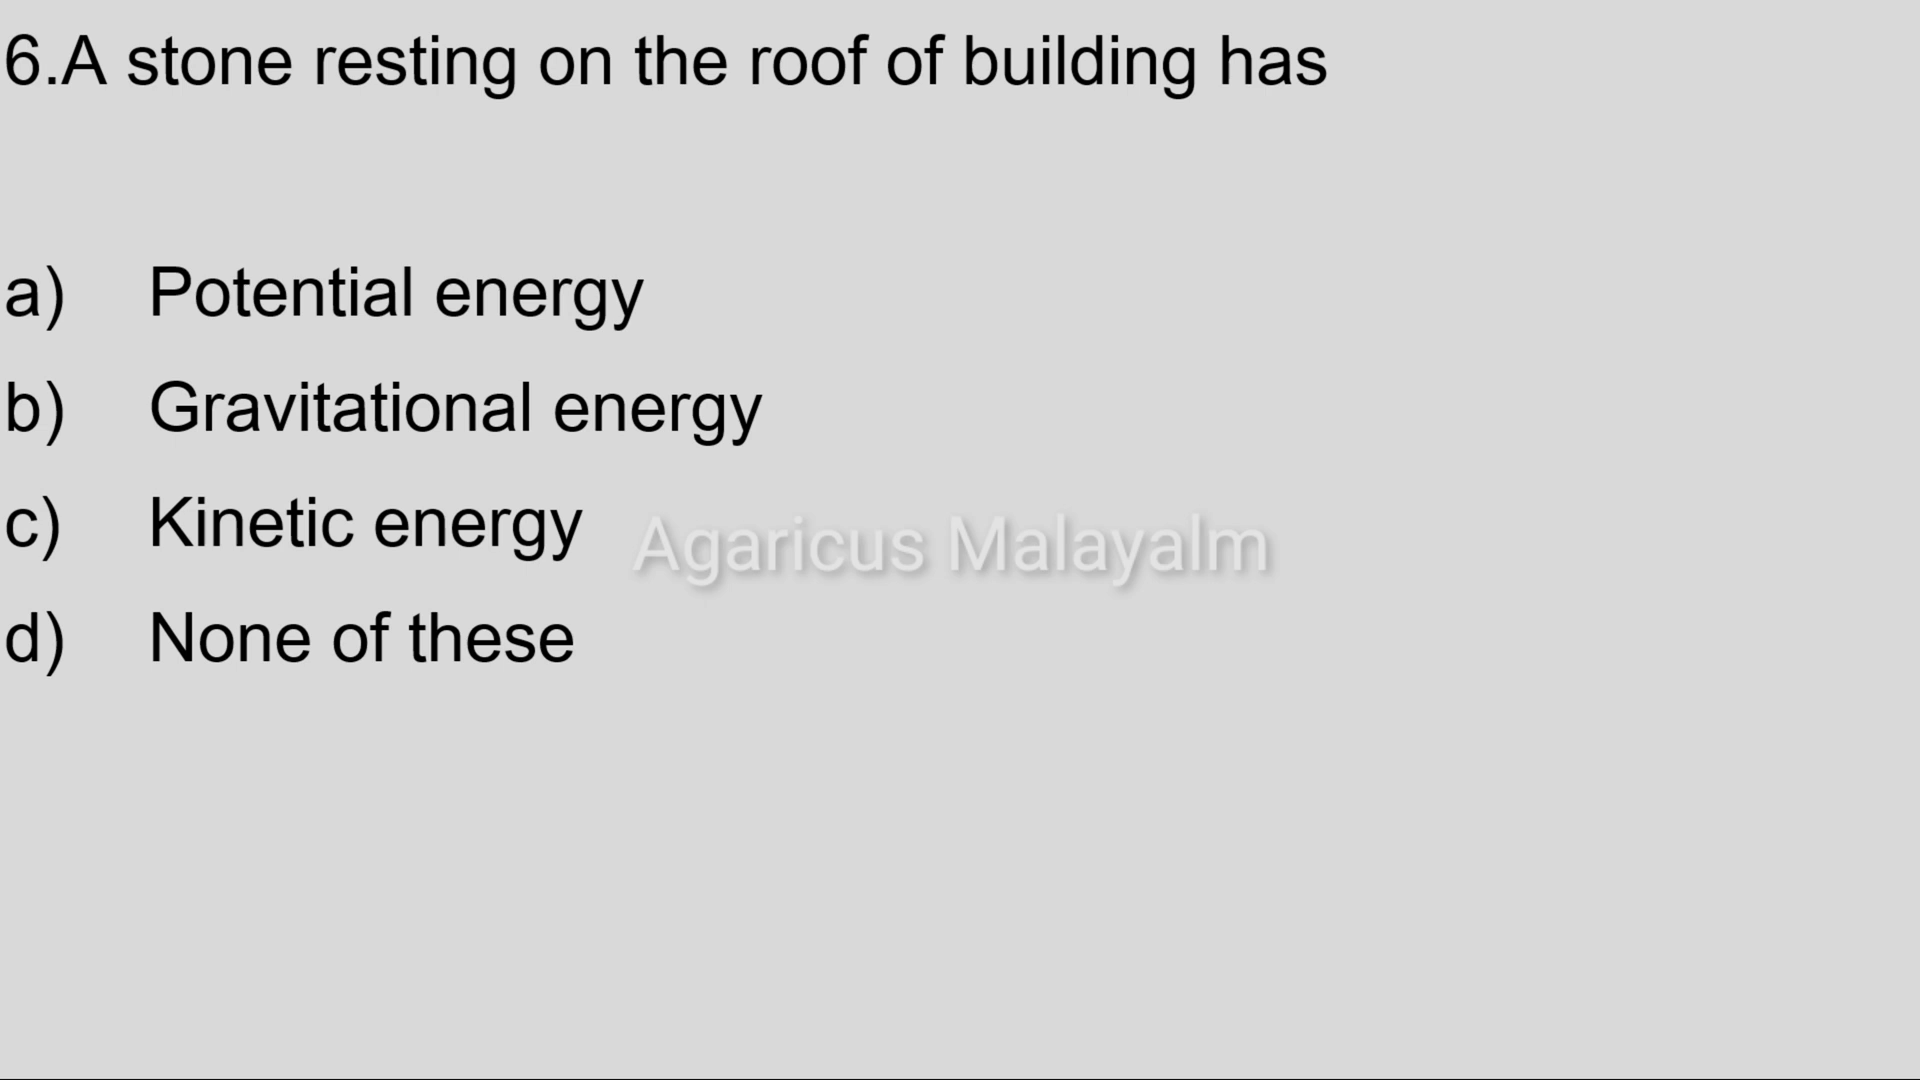 6.A stone resting on the roof of building has
a) Potential energy
b) Gravitational energy
c) Kinetic energy
Agaricus Malayalm
d) None of these